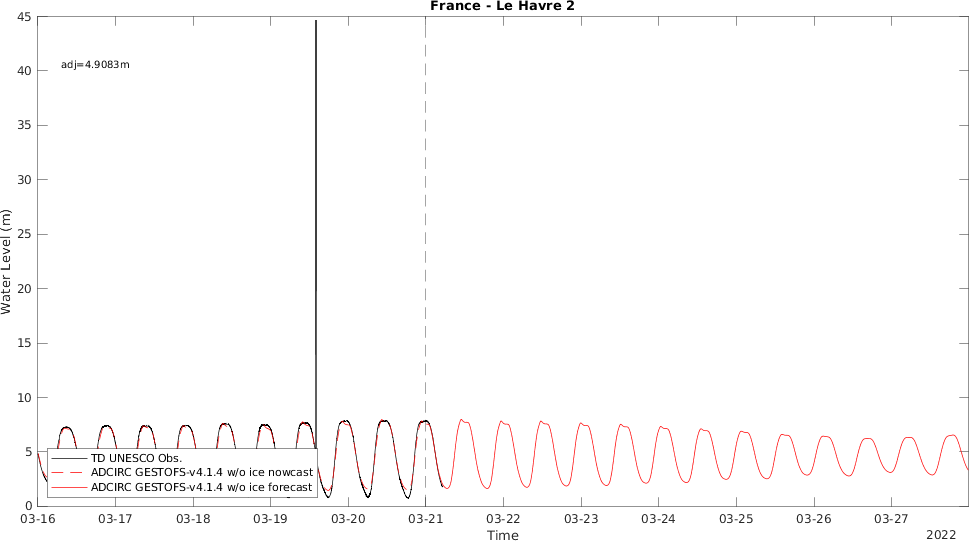 France - Le Havre 2
45
40
35
30
25
20
15
10
5
0
adj=4.9083m
Water Level (m)
TD UNESCO Obs.
ADCIRC GESTOFS-v4.1.4 w/o ice nowcast
ADCIRC GESTOFS-v4.1.4 w/o ice forecast
03-16 03-17 03-18 03-19 03-20 03-21 03-22 03-23 03-24 03-25 03-26 03-27
Time
2022